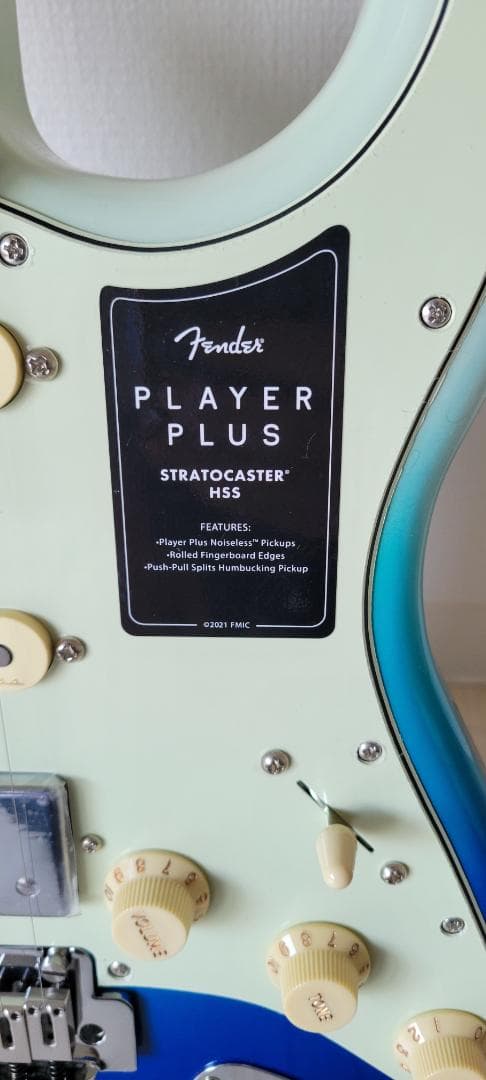 Fender®
PLAYER
PLUS
STRATOCASTER®
HSS
FEATURES:
•Player Plus Noiseless™ Pickups
•Rolled Fingerboard Edges
•Push-Pull Splits Humbucking Pickup
©2021 FMIC
VOLUME
TONE